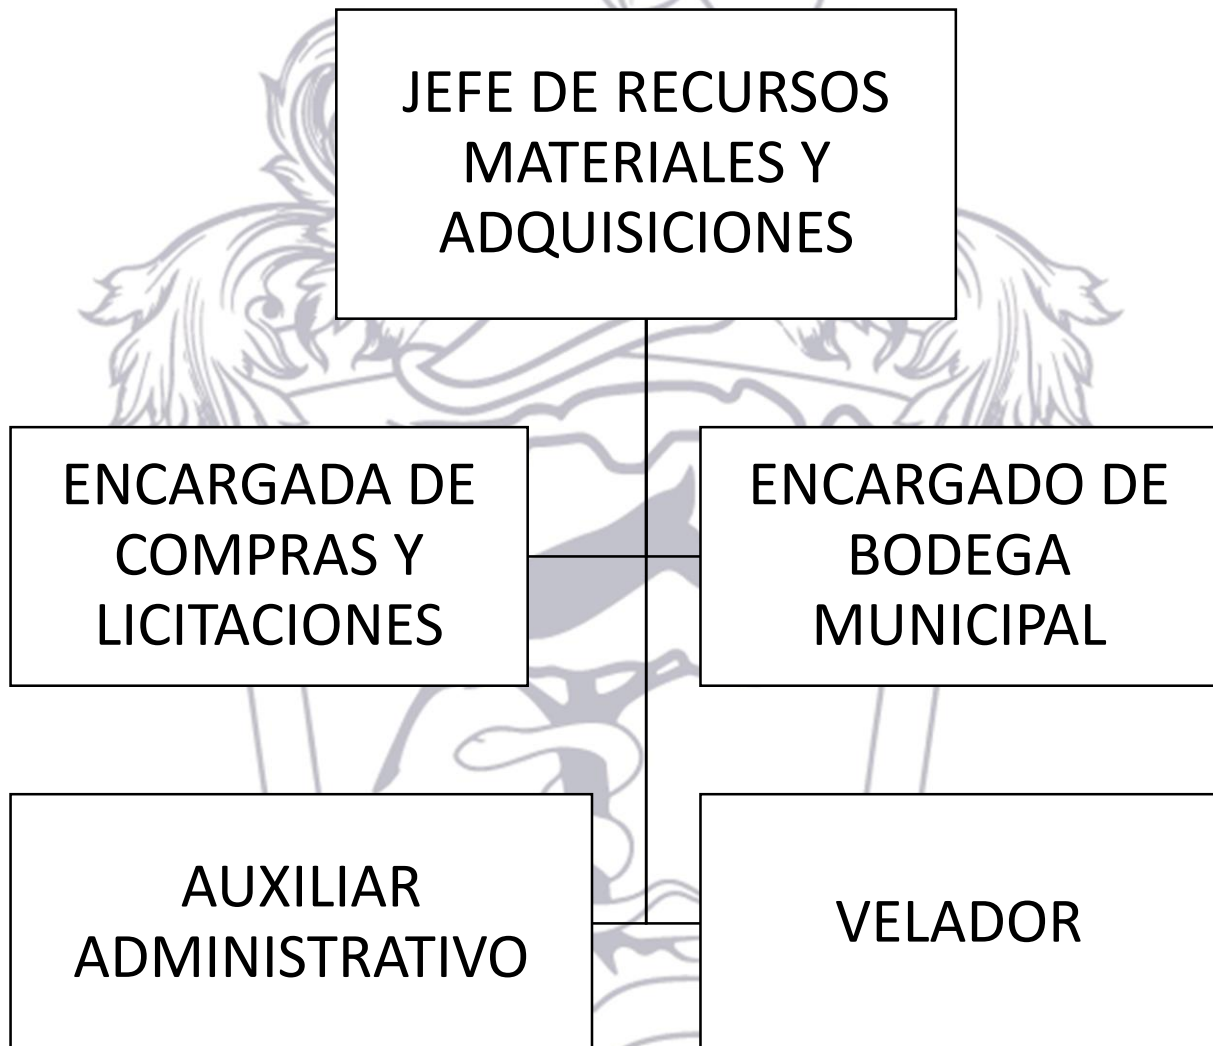 JEFE DE RECURSOS
MATERIALES Y
ADQUISICIONES
ENCARGADA DE
COMPRAS Y
LICITACIONES
ENCARGADO DE
BODEGA
MUNICIPAL
AUXILIAR
ADMINISTRATIVO
VELADOR